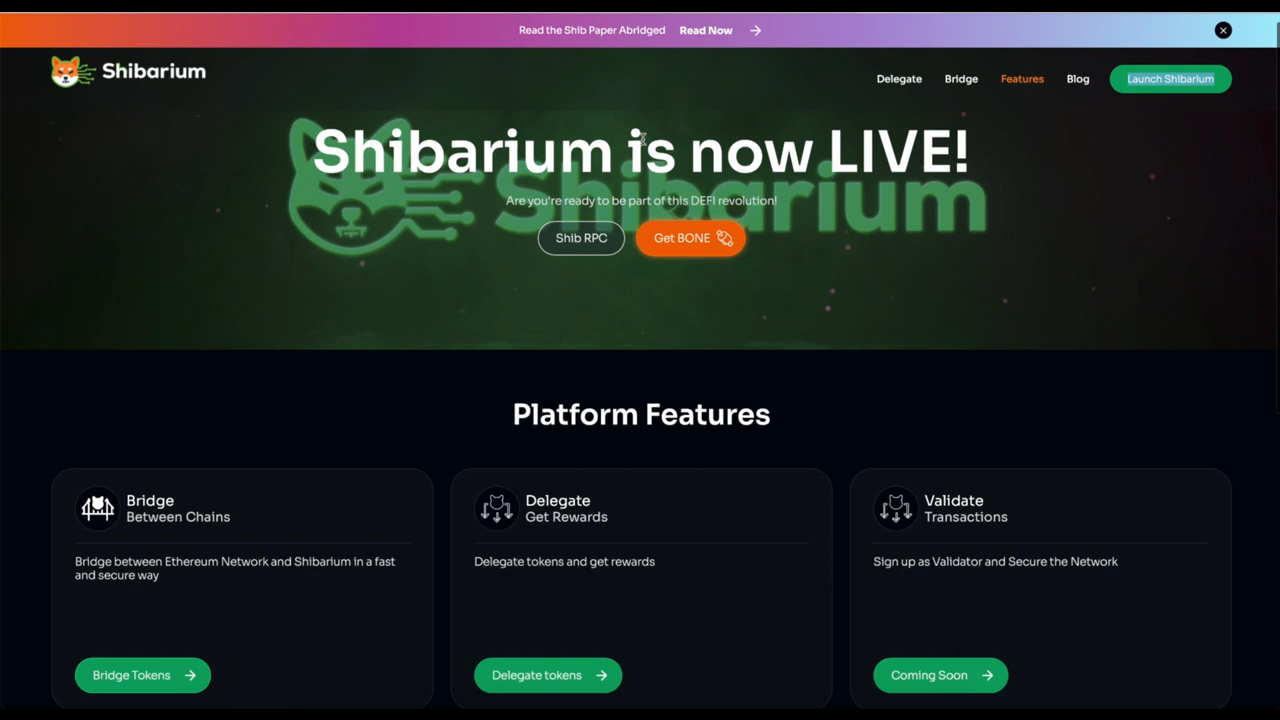 Read the Shib Paper Abridged Read Now
Shibarium
Delegate Bridge Features Blog Launch Shibarium
Shibarium is now LIVE!
Shibarium
Are you're ready to be part of this DEFI revolution!
Shib RPC Get BONE
Platform Features
Bridge
Between Chains
Bridge between Ethereum Network and Shibarium in a fast
and secure way
Bridge Tokens
Delegate
Get Rewards
Delegate tokens and get rewards
Delegate tokens
Validate
Transactions
Sign up as Validator and Secure the Network
Coming Soon